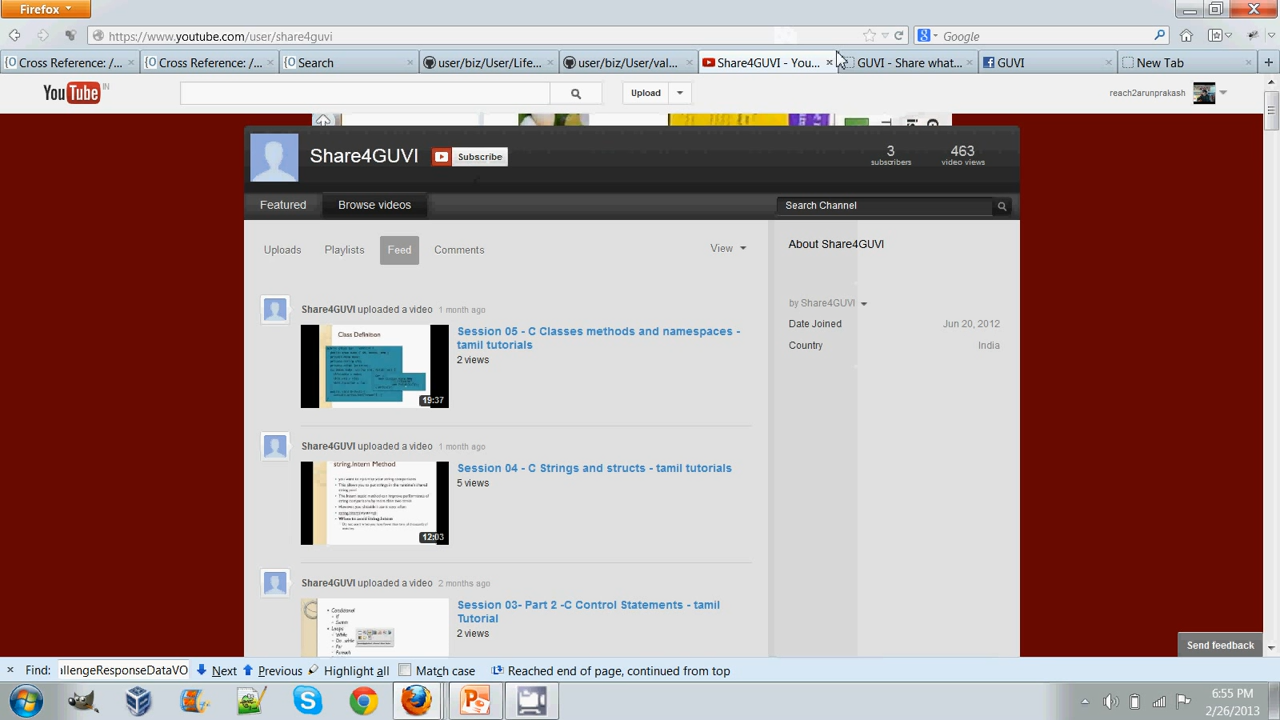 Firefox
https://www.youtube.com/user/share4guvi
Google
Cross Reference: /...
Cross Reference: /...
Search
user/biz/User/Life...
user/biz/User/val...
Share4GUVI - You...
GUVI - Share what...
GUVI
New Tab
YouTube IN
Upload
reach2arunprakash
Share4GUVI
Subscribe
3
subscribers
463
video views
Featured
Browse videos
Search Channel
Uploads
Playlists
Feed
Comments
View
About Share4GUVI
by Share4GUVI
Date Joined
Jun 20, 2012
Country
India
Share4GUVI uploaded a video 1 month ago
Class Definition
19:37
Session 05 - C Classes methods and namespaces -
tamil tutorials
2 views
Share4GUVI uploaded a video 1 month ago
string.Intern Method
12:03
Session 04 - C Strings and structs - tamil tutorials
5 views
Share4GUVI uploaded a video 2 months ago
Session 03- Part 2 -C Control Statements - tamil
Tutorial
2 views
Send feedback
Find:
illengeResponseDataVO
Next
Previous
Highlight all
Match case
Reached end of page, continued from top
6:55 PM
2/26/2013